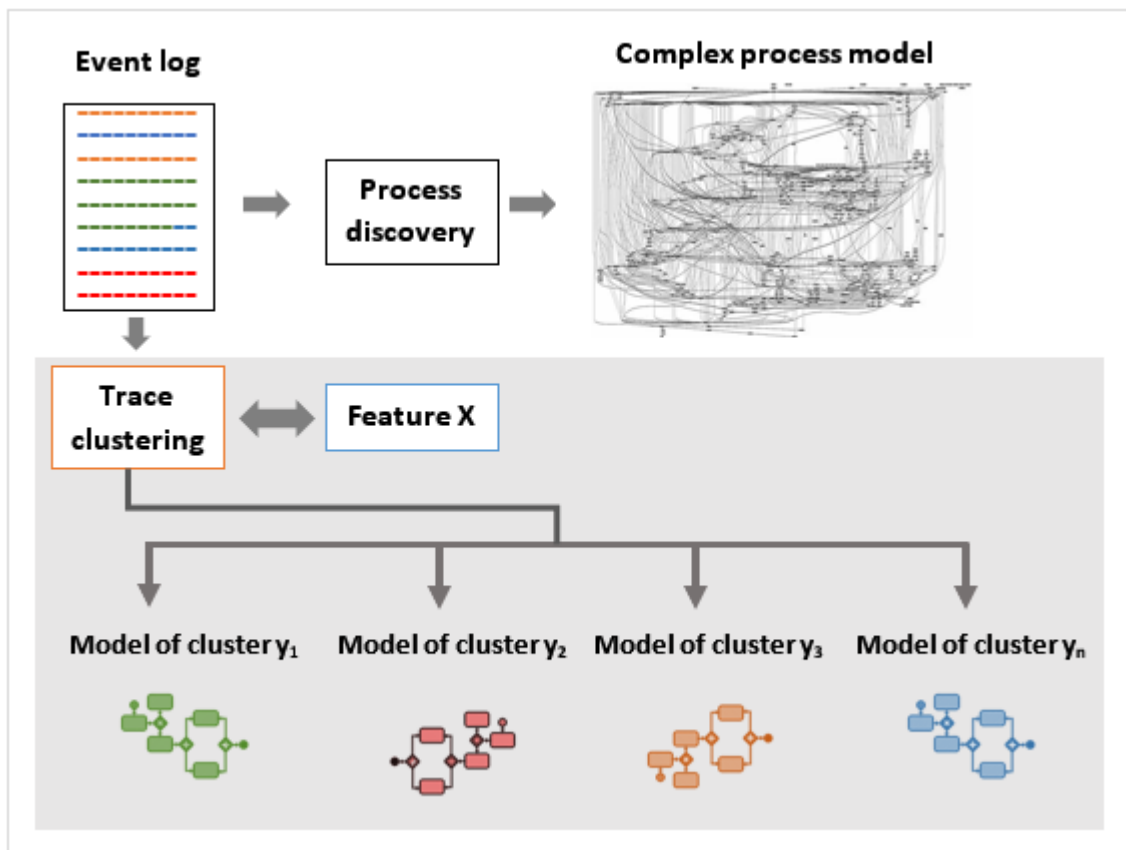 Event log
Complex process model
Process
discovery
Trace
clustering
Feature X
Model of cluster y₁
Model of cluster y₂
Model of cluster y₃
Model of cluster yₙ